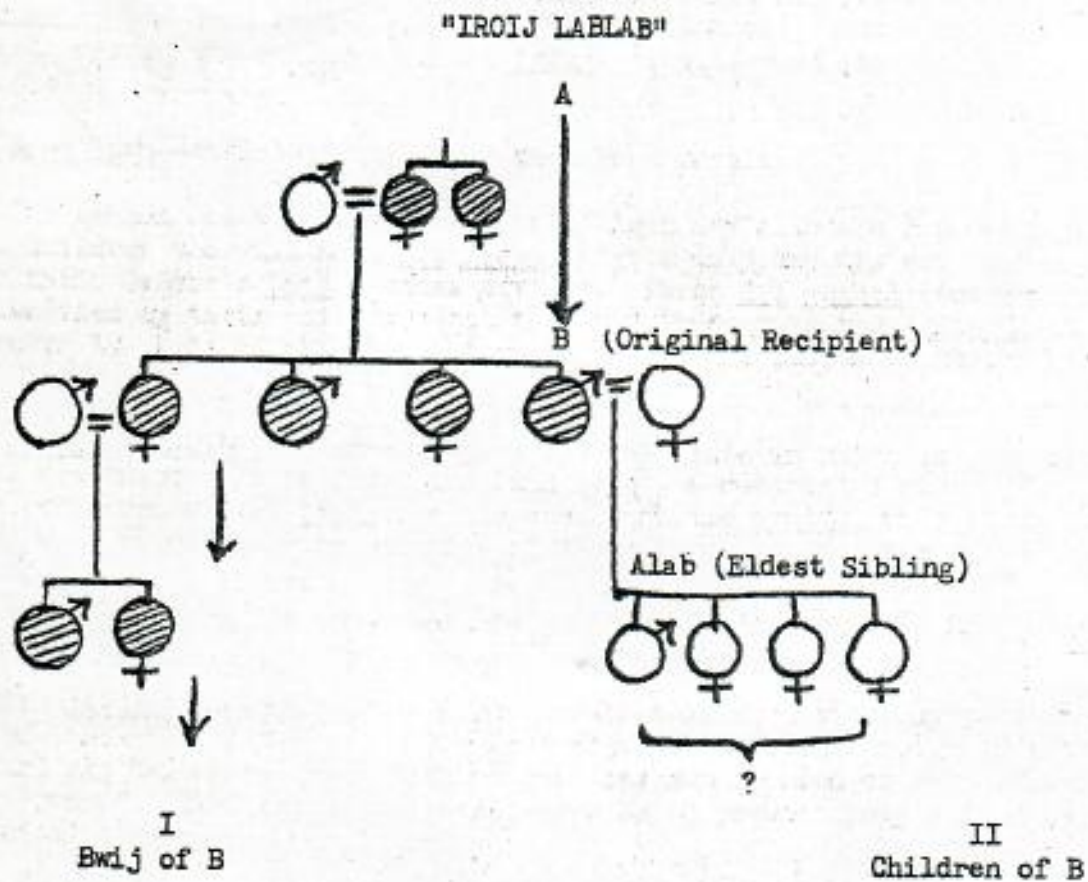 "IROIJ LABLAB"
A
B (Original Recipient)
Alab (Eldest Sibling)
?
I
Bwij of B
II
Children of B